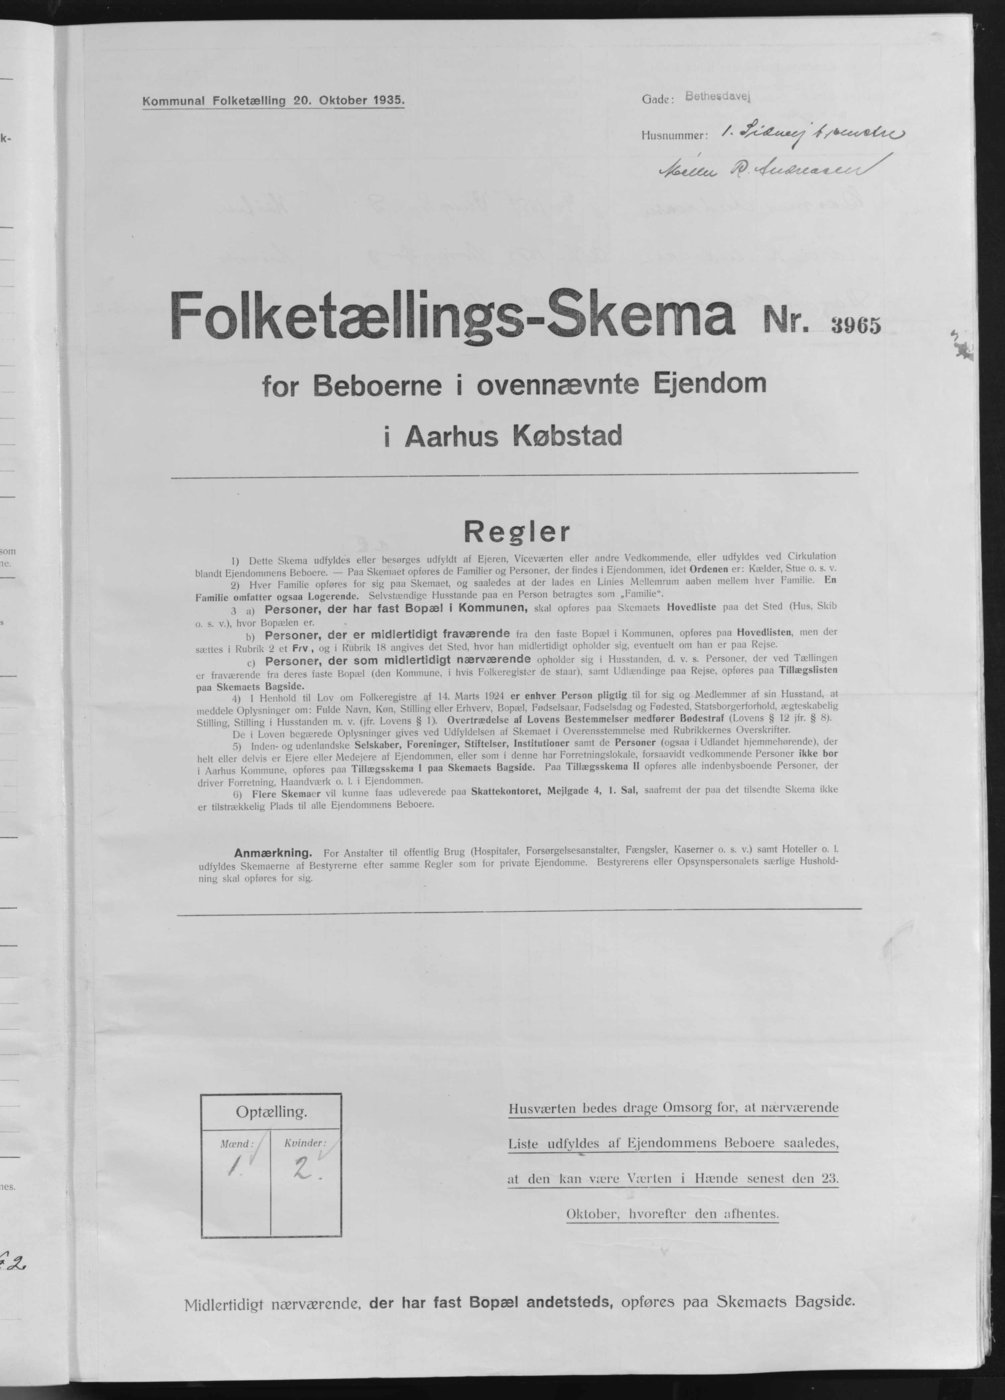 Kommunal Folketælling 20. Oktober 1935.
Gade: Bethesdavej
Husnummer: 1. Sidevej t. venstre
R. Andreasen
Folketællings-Skema Nr. 3965
for Beboerne i ovennævnte Ejendom
i Aarhus Købstad
Regler
1) Dette Skema udfyldes eller besørges udfyldt af Ejeren, Viceværten eller andre Vedkommende, eller udfyldes ved Cirkulation
blandt Ejendommens Beboere. — Paa Skemaet opføres de Familier og Personer, der findes i Ejendommen, idet Ordenen er: Kælder, Stue o. s. v.
2) Hver Familie opføres for sig paa Skemaet, og saaledes at der lades en Linies Mellemrum aaben mellem hver Familie. En
Familie omfatter ogsaa Logerende. Selvstændige Husstande paa en Person betragtes som „Familie“.
3 a) Personer, der har fast Bopæl i Kommunen, skal opføres paa Skemaets Hovedliste paa det Sted (Hus, Skib
o. s. v.), hvor Bopælen er.
b) Personer, der er midlertidigt fraværende fra den faste Bopæl i Kommunen, opføres paa Hovedlisten, men der
sættes i Rubrik 2 et Frv., og i Rubrik 18 angives det Sted, hvor han midlertidigt opholder sig, eventuelt om han er paa Rejse.
c) Personer, der som midlertidigt nærværende opholder sig i Husstanden, d. v. s. Personer, der ved Tællingen
er fraværende fra deres faste Bopæl (den Kommune, i hvis Folkeregister de staar), samt Udlændinge paa Rejse, opføres paa Tillægslisten
paa Skemaets Bagside.
4) I Henhold til Lov om Folkeregistre af 14. Marts 1924 er enhver Person pligtig til for sig og Medlemmer af sin Husstand, at
meddele Oplysninger om: Fulde Navn, Køn, Stilling eller Erhverv, Bopæl, Fødselsaar, Fødselsdag og Fødested, Statsborgerforhold, ægteskabelig
Stilling, Stilling i Husstanden m. v. (jfr. Lovens § 1). Overtrædelse af Lovens Bestemmelser medfører Bødestraf (Lovens § 12 jfr. § 8).
De i Loven begærede Oplysninger gives ved Udfyldelsen af Skemaet i Overensstemmelse med Rubrikkernes Overskrifter.
5) Inden- og udenlandske Selskaber, Foreninger, Stiftelser, Institutioner samt de Personer (ogsaa i Udlandet hjemmehørende), der
helt eller delvis er Ejere eller Medejere af Ejendommen, eller som i denne har Forretningslokale, forsaavidt vedkommende Personer ikke bor
i Aarhus Kommune, opføres paa Tillægsskema I paa Skemaets Bagside. Paa Tillægsskema II opføres alle indenbysboende Personer, der
driver Forretning, Haandværk o. l. i Ejendommen.
6) Flere Skemaer vil kunne faas udleverede paa Skattekontoret, Mejlgade 4, 1. Sal, saafremt der paa det tilsendte Skema ikke
er tilstrækkelig Plads til alle Ejendommens Beboere.
Anmærkning. For Anstalter til offentlig Brug (Hospitaler, Forsørgelsesanstalter, Fængsler, Kaserner o. s. v.) samt Hoteller o. l.
udfyldes Skemaerne af Bestyrerne efter samme Regler som for private Ejendomme. Bestyrerens eller Opsynspersonalets særlige Hushold-
ning skal opføres for sig.
Optælling.
Mænd: Kvinder:
1. 2.
Husværten bedes drage Omsorg for, at nærværende
Liste udfyldes af Ejendommens Beboere saaledes,
at den kan være Værten i Hænde senest den 23.
Oktober, hvorefter den afhentes.
Midlertidigt nærværende, der har fast Bopæl andetsteds, opføres paa Skemaets Bagside.